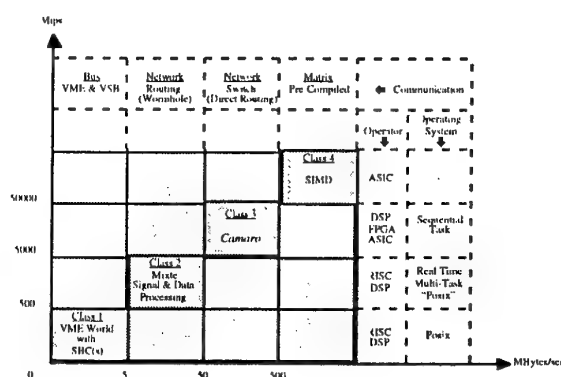 Mips
Bus
VME & VSB
Network
Routing
(Wormhole)
Network
Switch
(Direct Routing)
Matrix
Pre Compiled
Communication
Operator
Operating
System
50000
Class 4
SIMD
ASIC
5000
Class 3
Camaro
DSP
FPGA
ASIC
Sequential
Task
500
Class 2
Mixte
Signal & Data
Processing
RISC
DSP
Real Time
Multi-Task
"Posix"
Class 1
VME World
with
SBC(s)
RISC
DSP
Posix
0
5
50
500
MBytes/sec